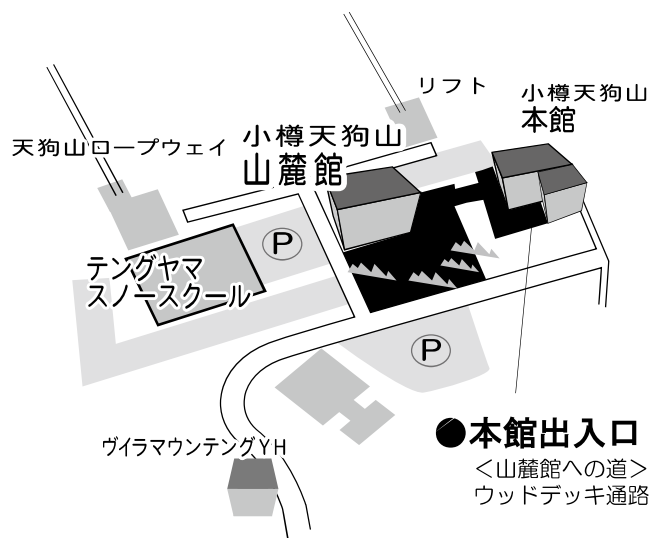 リフト
小樽天狗山
本館
小樽天狗山
山麓館
天狗山ロープウェイ
P
テングヤマ
スノースクール
P
●本館出入口
＜山麓館への道＞
ウッドデッキ通路
ヴイラマウンテングYH